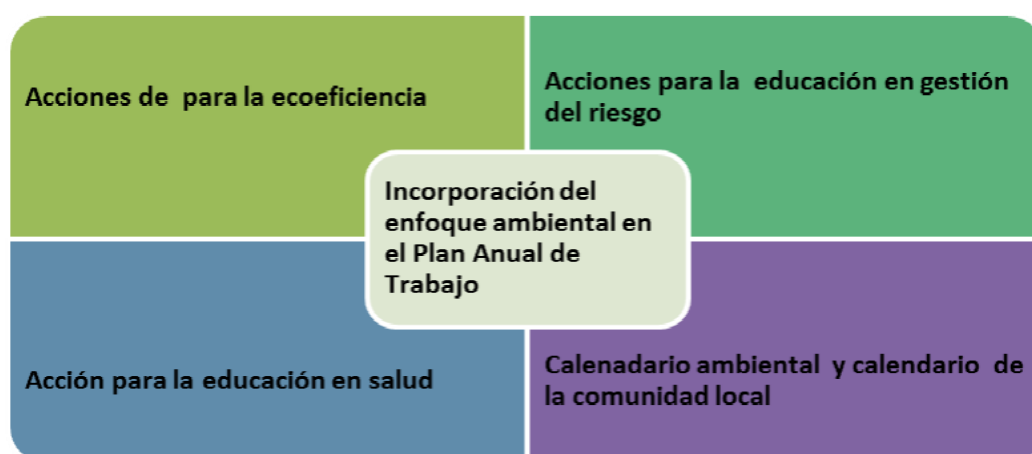 Acciones de  para la ecoeficiencia
Acciones para la  educación en gestión
del riesgo
Incorporación del
enfoque ambiental en
el Plan Anual de
Trabajo
Acción para la educación en salud
Calenadario ambiental  y calendario  de
la comunidad local